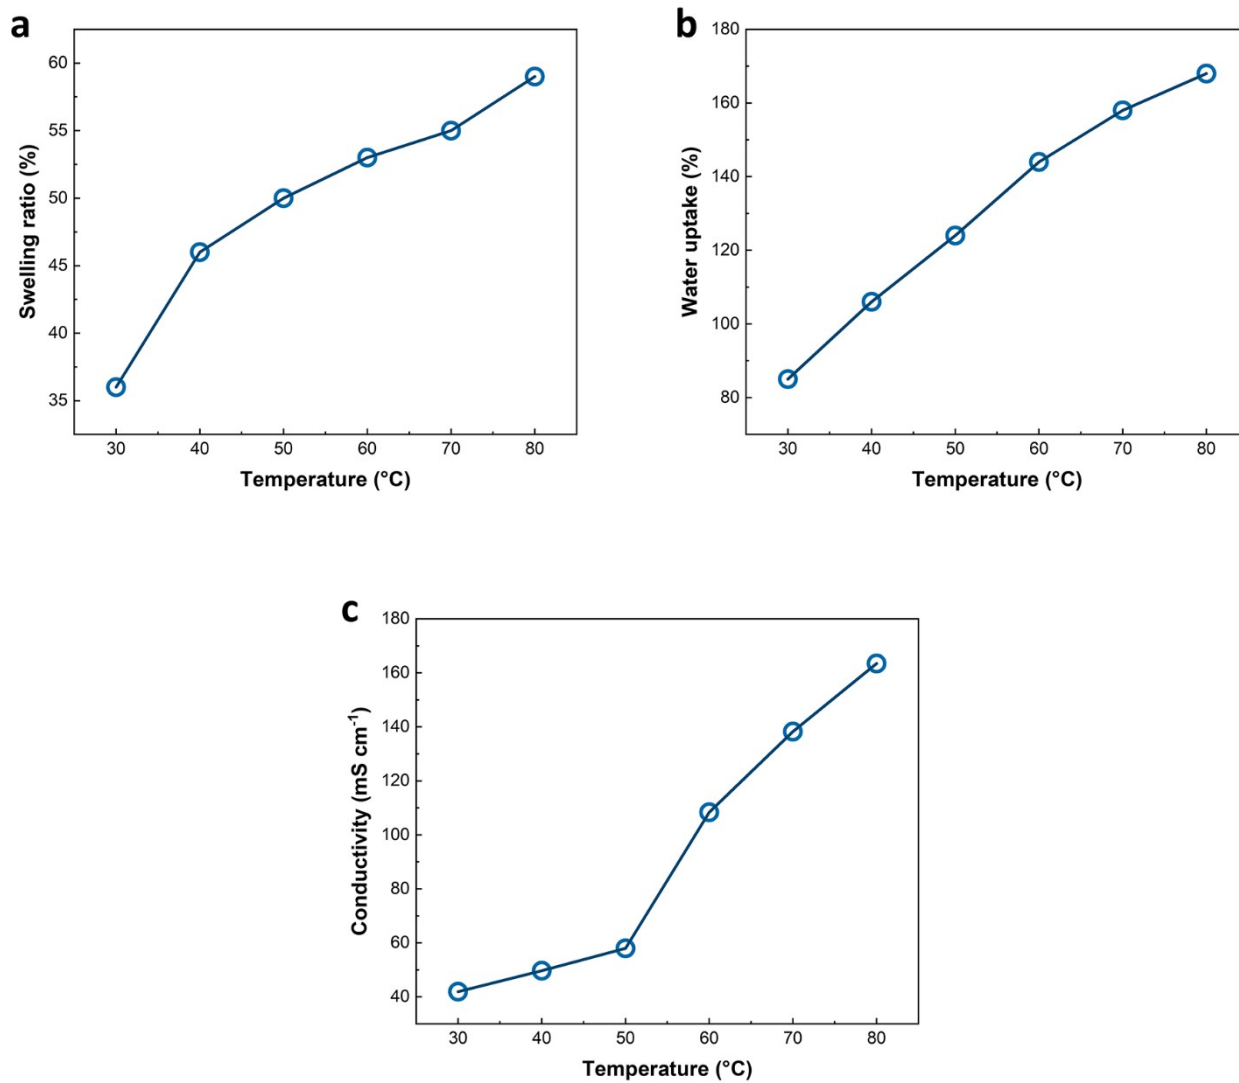 a
60
55
50
45
40
35
Swelling ratio (%)
30 40 50 60 70 80
Temperature (°C)
b
180
160
140
120
100
80
Water uptake (%)
30 40 50 60 70 80
Temperature (°C)
c
180
160
140
120
100
80
60
40
Conductivity (mS cm⁻¹)
30 40 50 60 70 80
Temperature (°C)